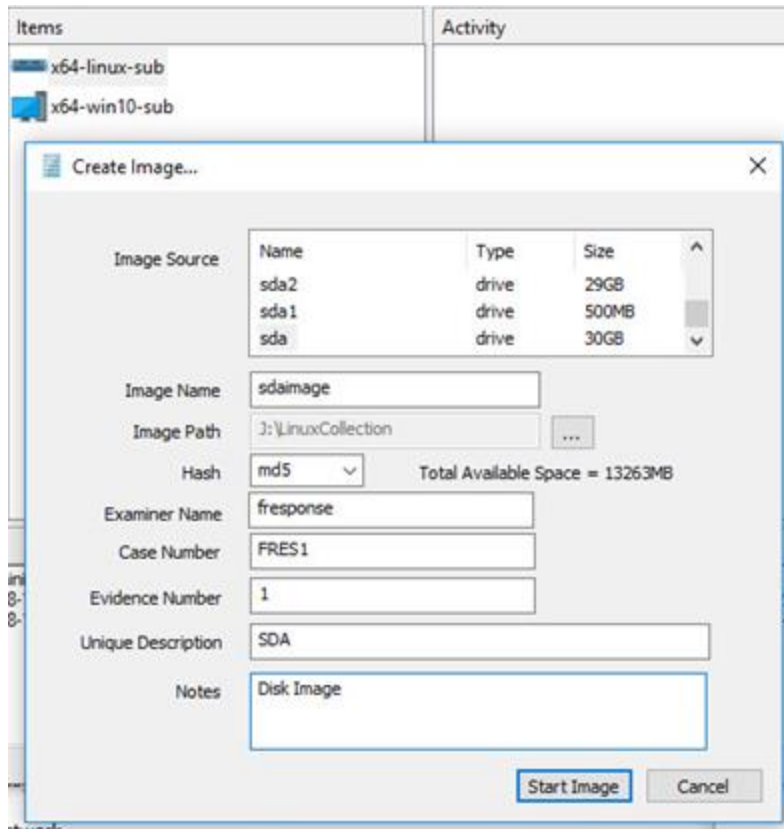 Items
Activity
x64-linux-sub
x64-win10-sub
Create Image...
Image Source
Name Type Size
sda2 drive 29GB
sda1 drive 500MB
sda drive 30GB
Image Name sdaimage
Image Path J:\LinuxCollection ...
Hash md5 Total Available Space = 13263MB
Examiner Name fresponse
Case Number FRES1
Evidence Number 1
Unique Description SDA
Notes Disk Image
Start Image Cancel